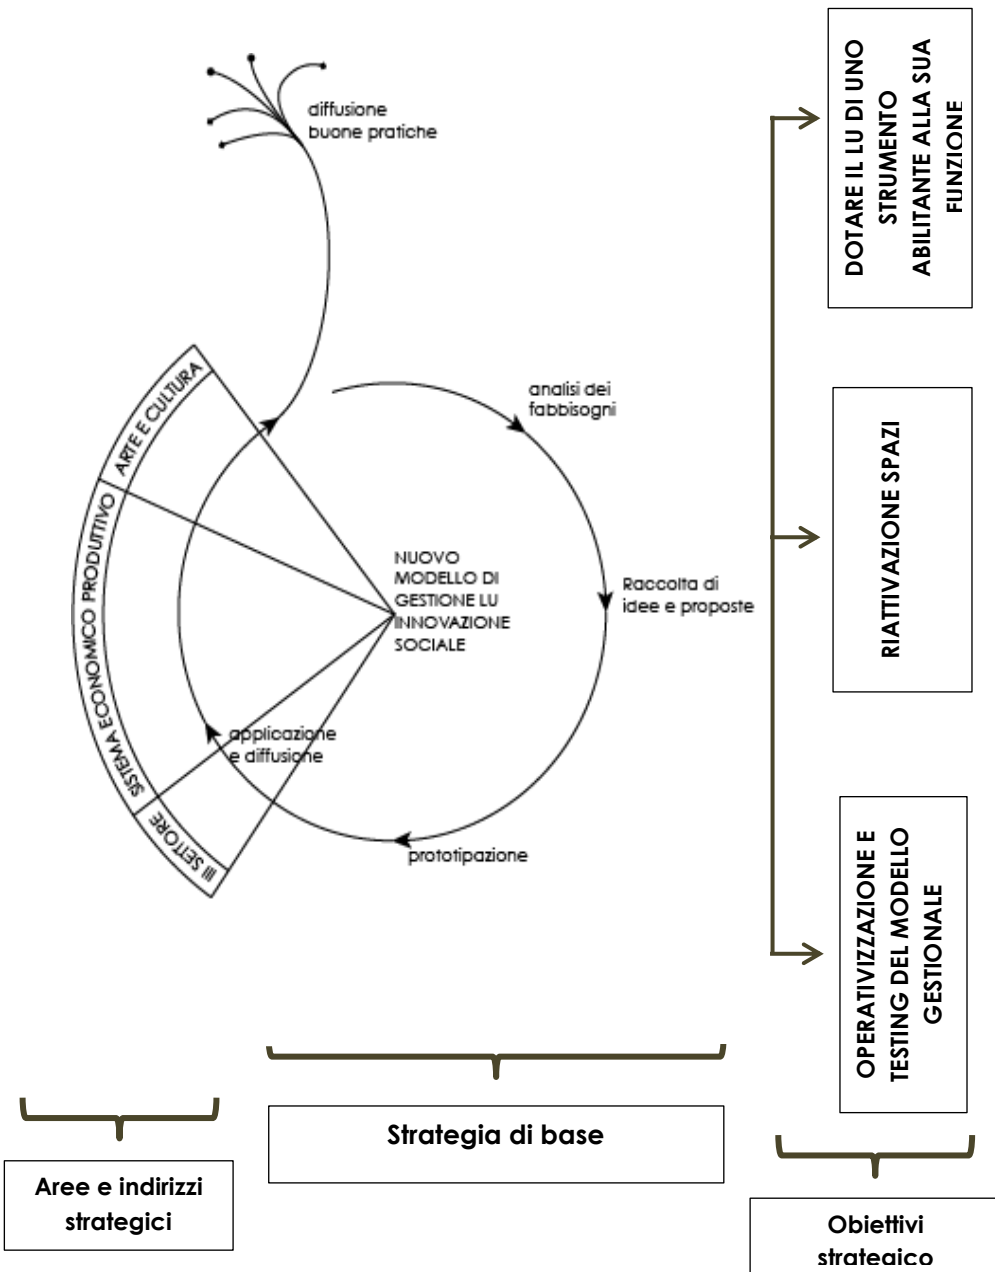 diffusione
buone pratiche
analisi dei
fabbisogni
Raccolta di
idee e proposte
prototipazione
applicazione
e diffusione
ARTE E CULTURA
SISTEMA ECONOMICO PRODUTTIVO
III SETTORE
NUOVO
MODELLO DI
GESTIONE LU
INNOVAZIONE
SOCIALE
DOTARE IL LU DI UNO
STRUMENTO
ABILITANTE ALLA SUA
FUNZIONE
RIATTIVAZIONE SPAZI
OPERATIVIZZAZIONE E
TESTING DEL MODELLO
GESTIONALE
Aree e indirizzi
strategici
Strategia di base
Obiettivi
strategico